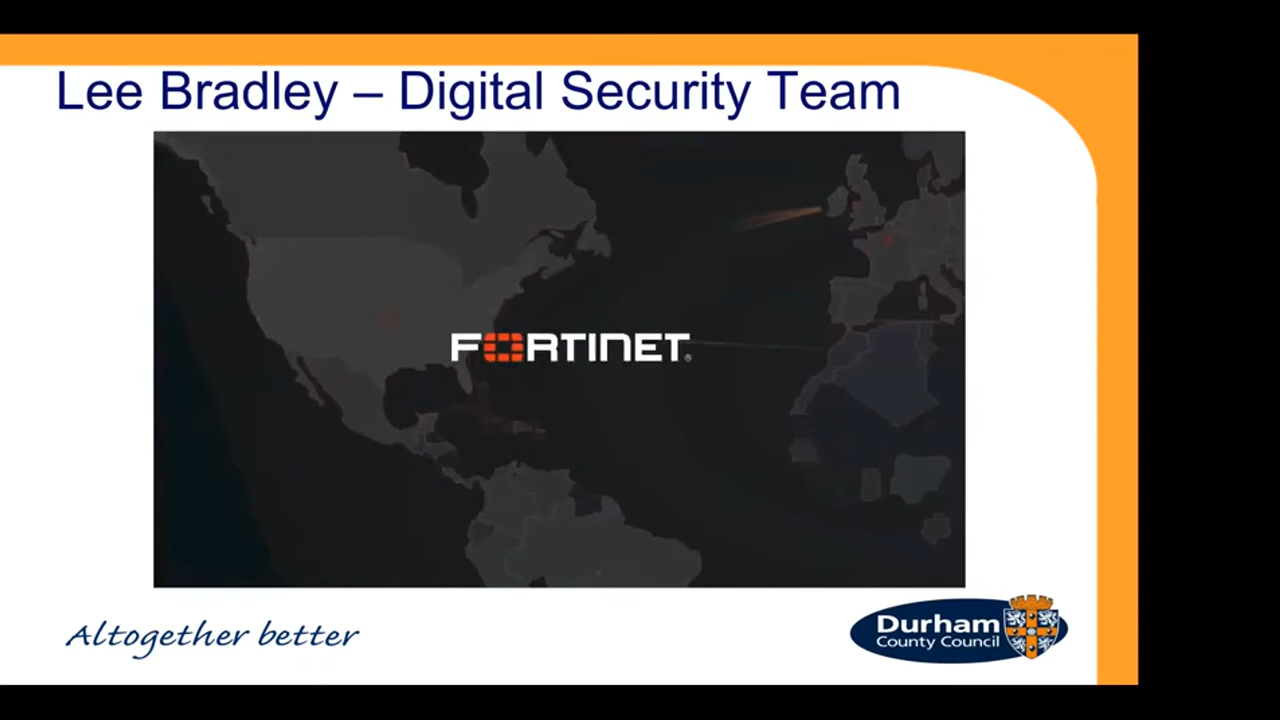 Lee Bradley – Digital Security Team
FORTINET®
Altogether better
Durham
County Council